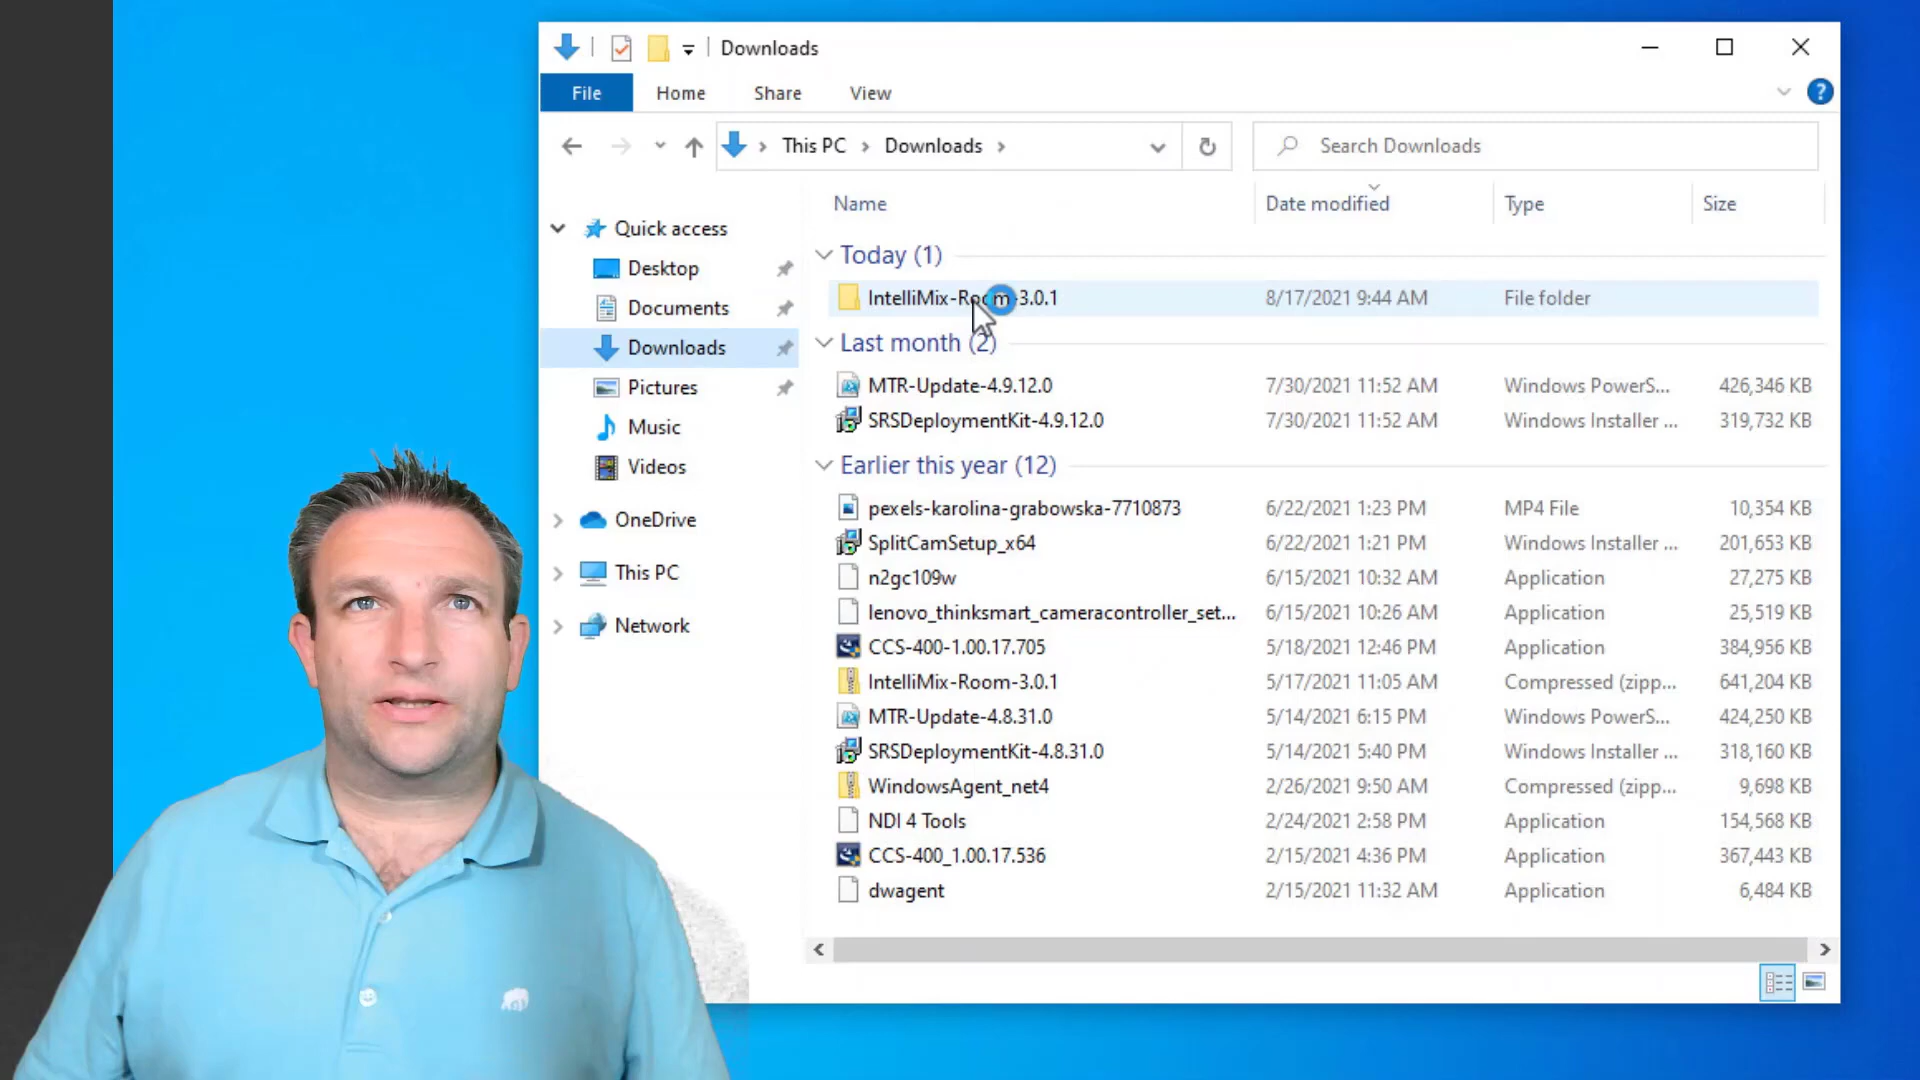 Downloads
File Home Share View
This PC Downloads Search Downloads
Name Date modified Type Size
Quick access
Desktop
Documents
Downloads
Pictures
Music
Videos
OneDrive
This PC
Network
Today (1)
IntelliMix-Room-3.0.1 8/17/2021 9:44 AM File folder
Last month (2)
MTR-Update-4.9.12.0 7/30/2021 11:52 AM Windows PowerS... 426,346 KB
SRSDeploymentKit-4.9.12.0 7/30/2021 11:52 AM Windows Installer ... 319,732 KB
Earlier this year (12)
pexels-karolina-grabowska-7710873 6/22/2021 1:23 PM MP4 File 10,354 KB
SplitCamSetup_x64 6/22/2021 1:21 PM Windows Installer ... 201,653 KB
n2gc109w 6/15/2021 10:32 AM Application 27,275 KB
lenovo_thinksmart_cameracontroller_set... 6/15/2021 10:26 AM Application 25,519 KB
CCS-400-1.00.17.705 5/18/2021 12:46 PM Application 384,956 KB
IntelliMix-Room-3.0.1 5/17/2021 11:05 AM Compressed (zipp... 641,204 KB
MTR-Update-4.8.31.0 5/14/2021 6:15 PM Windows PowerS... 424,250 KB
SRSDeploymentKit-4.8.31.0 5/14/2021 5:40 PM Windows Installer ... 318,160 KB
WindowsAgent_net4 2/26/2021 9:50 AM Compressed (zipp... 9,698 KB
NDI 4 Tools 2/24/2021 2:58 PM Application 154,568 KB
CCS-400_1.00.17.536 2/15/2021 4:36 PM Application 367,443 KB
dwagent 2/15/2021 11:32 AM Application 6,484 KB